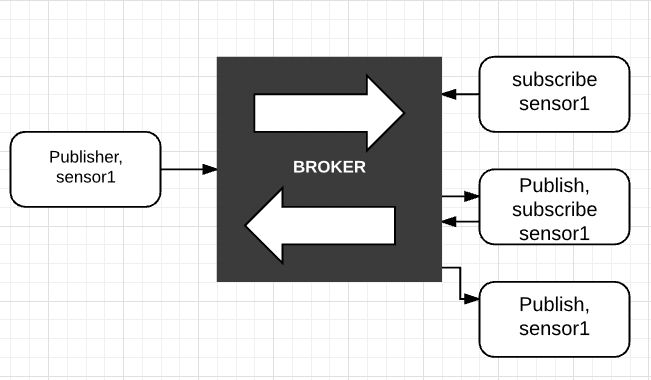 Publisher,
sensor1
BROKER
subscribe
sensor1
Publish,
subscribe
sensor1
Publish,
sensor1